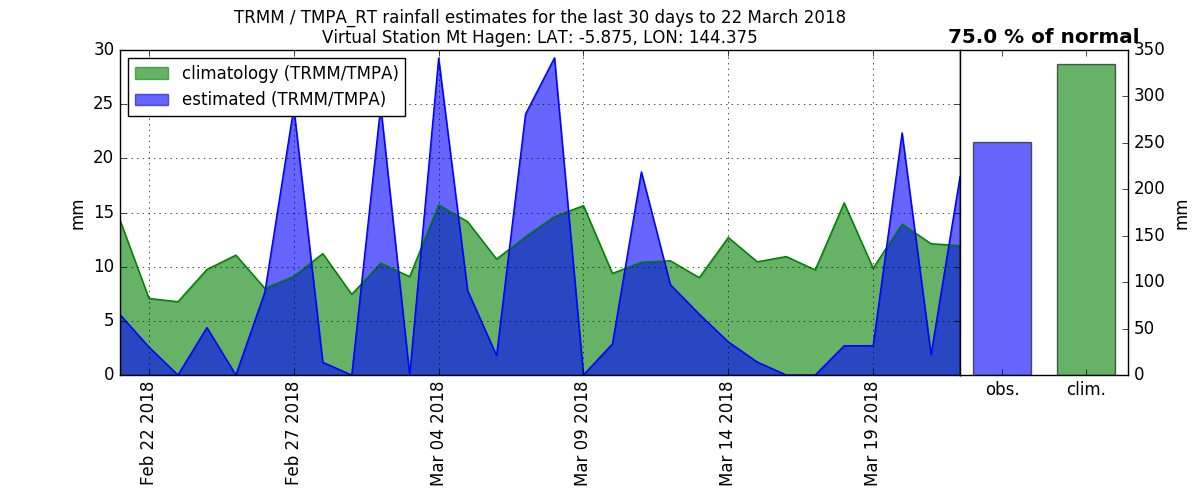 TRMM / TMPA_RT rainfall estimates for the last 30 days to 22 March 2018
Virtual Station Mt Hagen: LAT: -5.875, LON: 144.375
75.0 % of normal
climatology (TRMM/TMPA)
estimated (TRMM/TMPA)
30
25
20
15
10
5
0
mm
Feb 22 2018
Feb 27 2018
Mar 04 2018
Mar 09 2018
Mar 14 2018
Mar 19 2018
obs.
clim.
350
300
250
200
150
100
50
0
mm